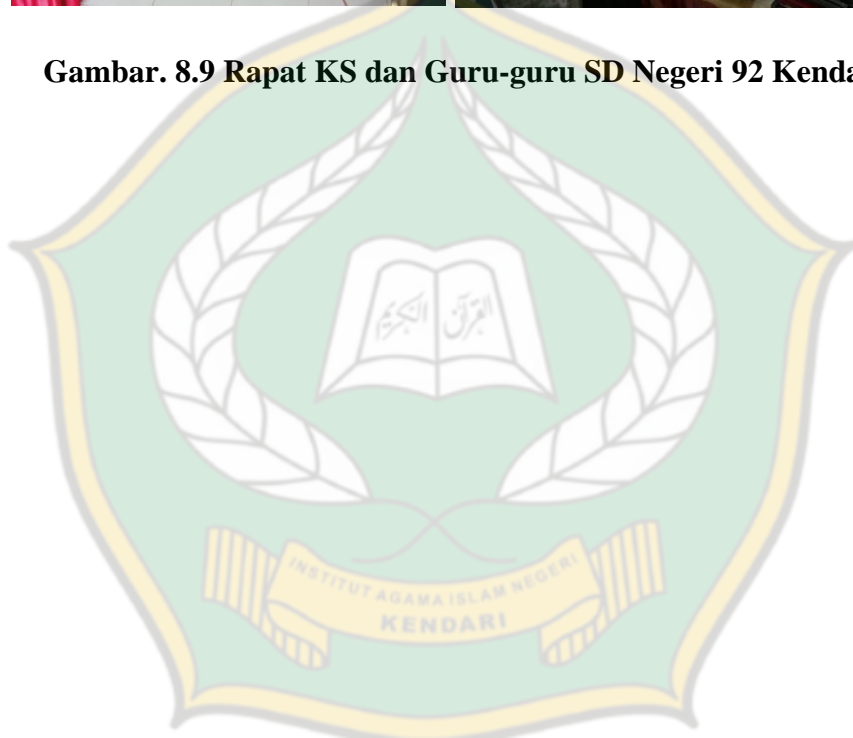 Gambar. 8.9 Rapat KS dan Guru-guru SD Negeri 92 Kenda
القرآن الكريم
INSTITUT AGAMA ISLAM NEGERI
KENDARI